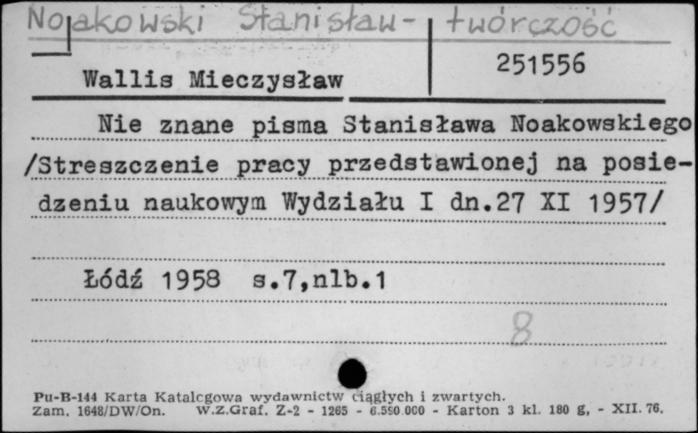 Noakowski Stanisław - twórczość
251556
Wallis Mieczysław
Nie znane pisma Stanisława Noakowskiego
/Streszczenie pracy przedstawionej na posie-
dzeniu naukowym Wydziału I dn.27 XI 1957/
Łódź 1958 s.7,nlb.1
8
Pu-B-144 Karta Katalogowa wydawnictw ciągłych i zwartych.
Zam. 1648/DW/On. W.Z.Graf. Z-2 - 1265 - 6.550.000 - Karton 3 kl. 180 g, - XII. 76.